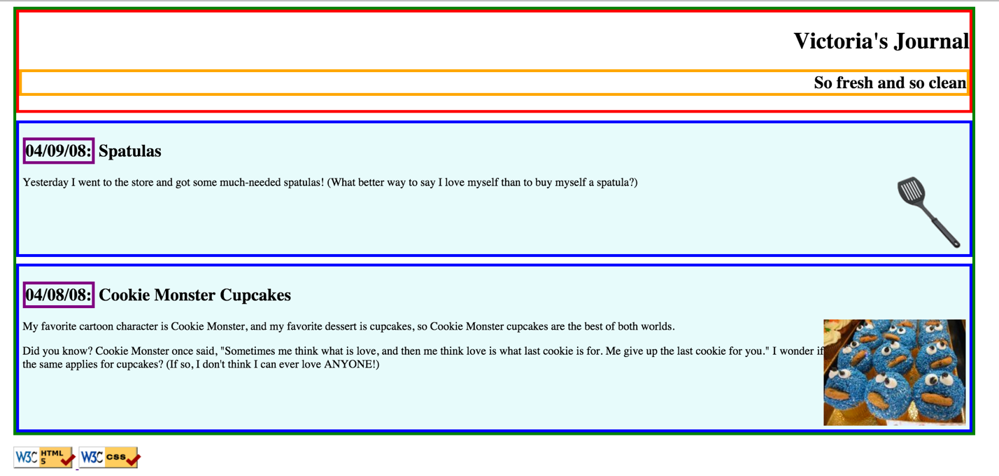 Victoria's Journal
So fresh and so clean
04/09/08: Spatulas
Yesterday I went to the store and got some much-needed spatulas! (What better way to say I love myself than to buy myself a spatula?)
04/08/08: Cookie Monster Cupcakes
My favorite cartoon character is Cookie Monster, and my favorite dessert is cupcakes, so Cookie Monster cupcakes are the best of both worlds.
Did you know? Cookie Monster once said, "Sometimes me think what is love, and then me think love is what last cookie is for. Me give up the last cookie for you." I wonder if
the same applies for cupcakes? (If so, I don't think I can ever love ANYONE!)
W3C HTML 5 W3C css